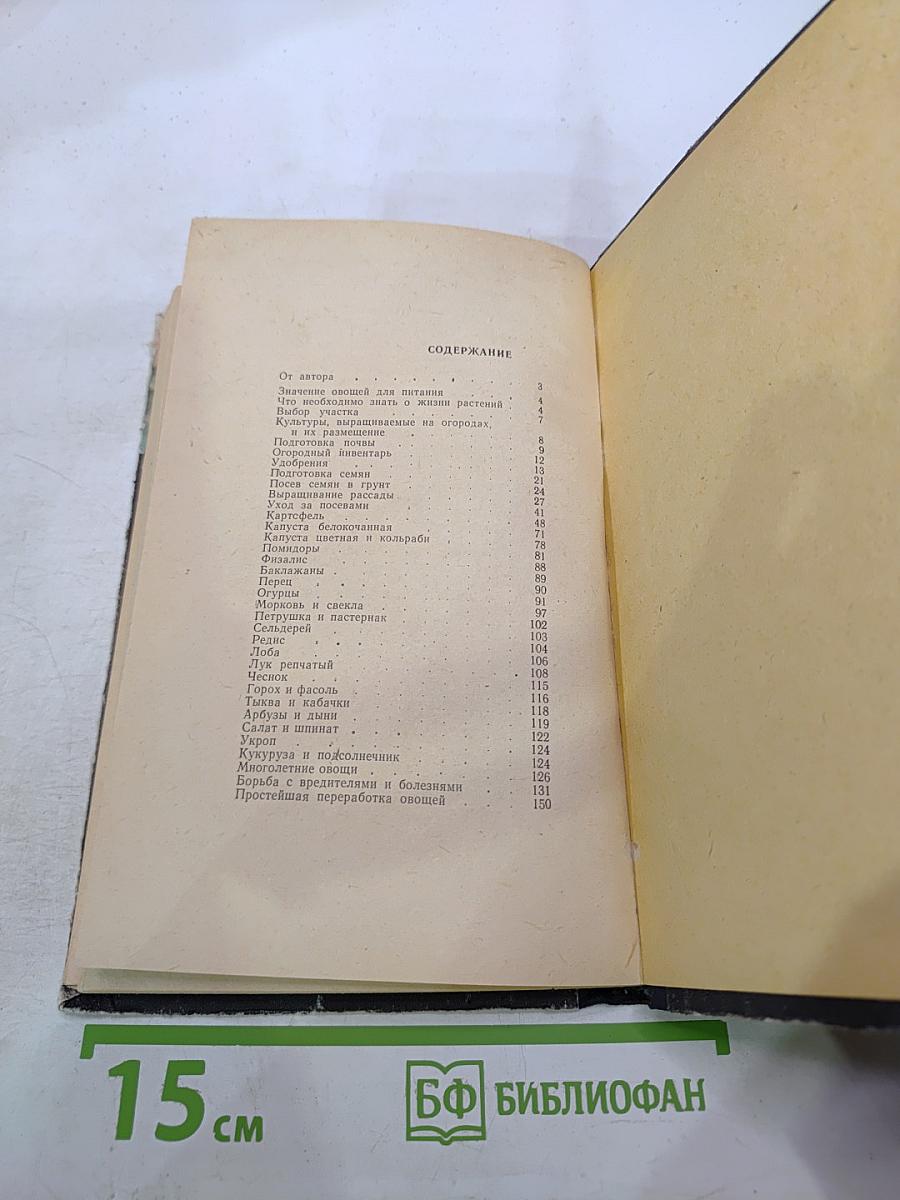 СОДЕРЖАНИЕ
От автора . . . . . . . . 3
Значение овощей для питания . . . 4
Что необходимо знать о жизни растений . 4
Выбор участка . . . . . . . 7
Культуры, выращиваемые на огородах,
и их размещение . . . . . . 8
Подготовка почвы . . . . . . 9
Огородный инвентарь . . . . . 12
Удобрения . . . . . . . . 13
Подготовка семян . . . . . . 21
Посев семян в грунт . . . . . 24
Выращивание рассады . . . . . 27
Уход за посевами . . . . . . 41
Картофель . . . . . . . . 48
Капуста белокочанная . . . . . 71
Капуста цветная и кольраби . . . 78
Помидоры . . . . . . . . 81
Физалис . . . . . . . . 88
Баклажаны . . . . . . . . 89
Перец . . . . . . . . . 90
Огурцы . . . . . . . . . 91
Морковь и свекла . . . . . . 97
Петрушка и пастернак . . . . . 102
Сельдерей . . . . . . . . 103
Редис . . . . . . . . . 104
Лоба . . . . . . . . . 106
Лук репчатый . . . . . . . 108
Чеснок . . . . . . . . . 115
Горох и фасоль . . . . . . . 116
Тыква и кабачки . . . . . . 118
Арбузы и дыни . . . . . . . 119
Салат и шпинат . . . . . . . 122
Укроп . . . . . . . . . 124
Кукуруза и подсолнечник . . . . 124
Многолетние овощи . . . . . . 126
Борьба с вредителями и болезнями . . 131
Простейшая переработка овощей . . . 150
15 см
БФ БИБЛИОФАН